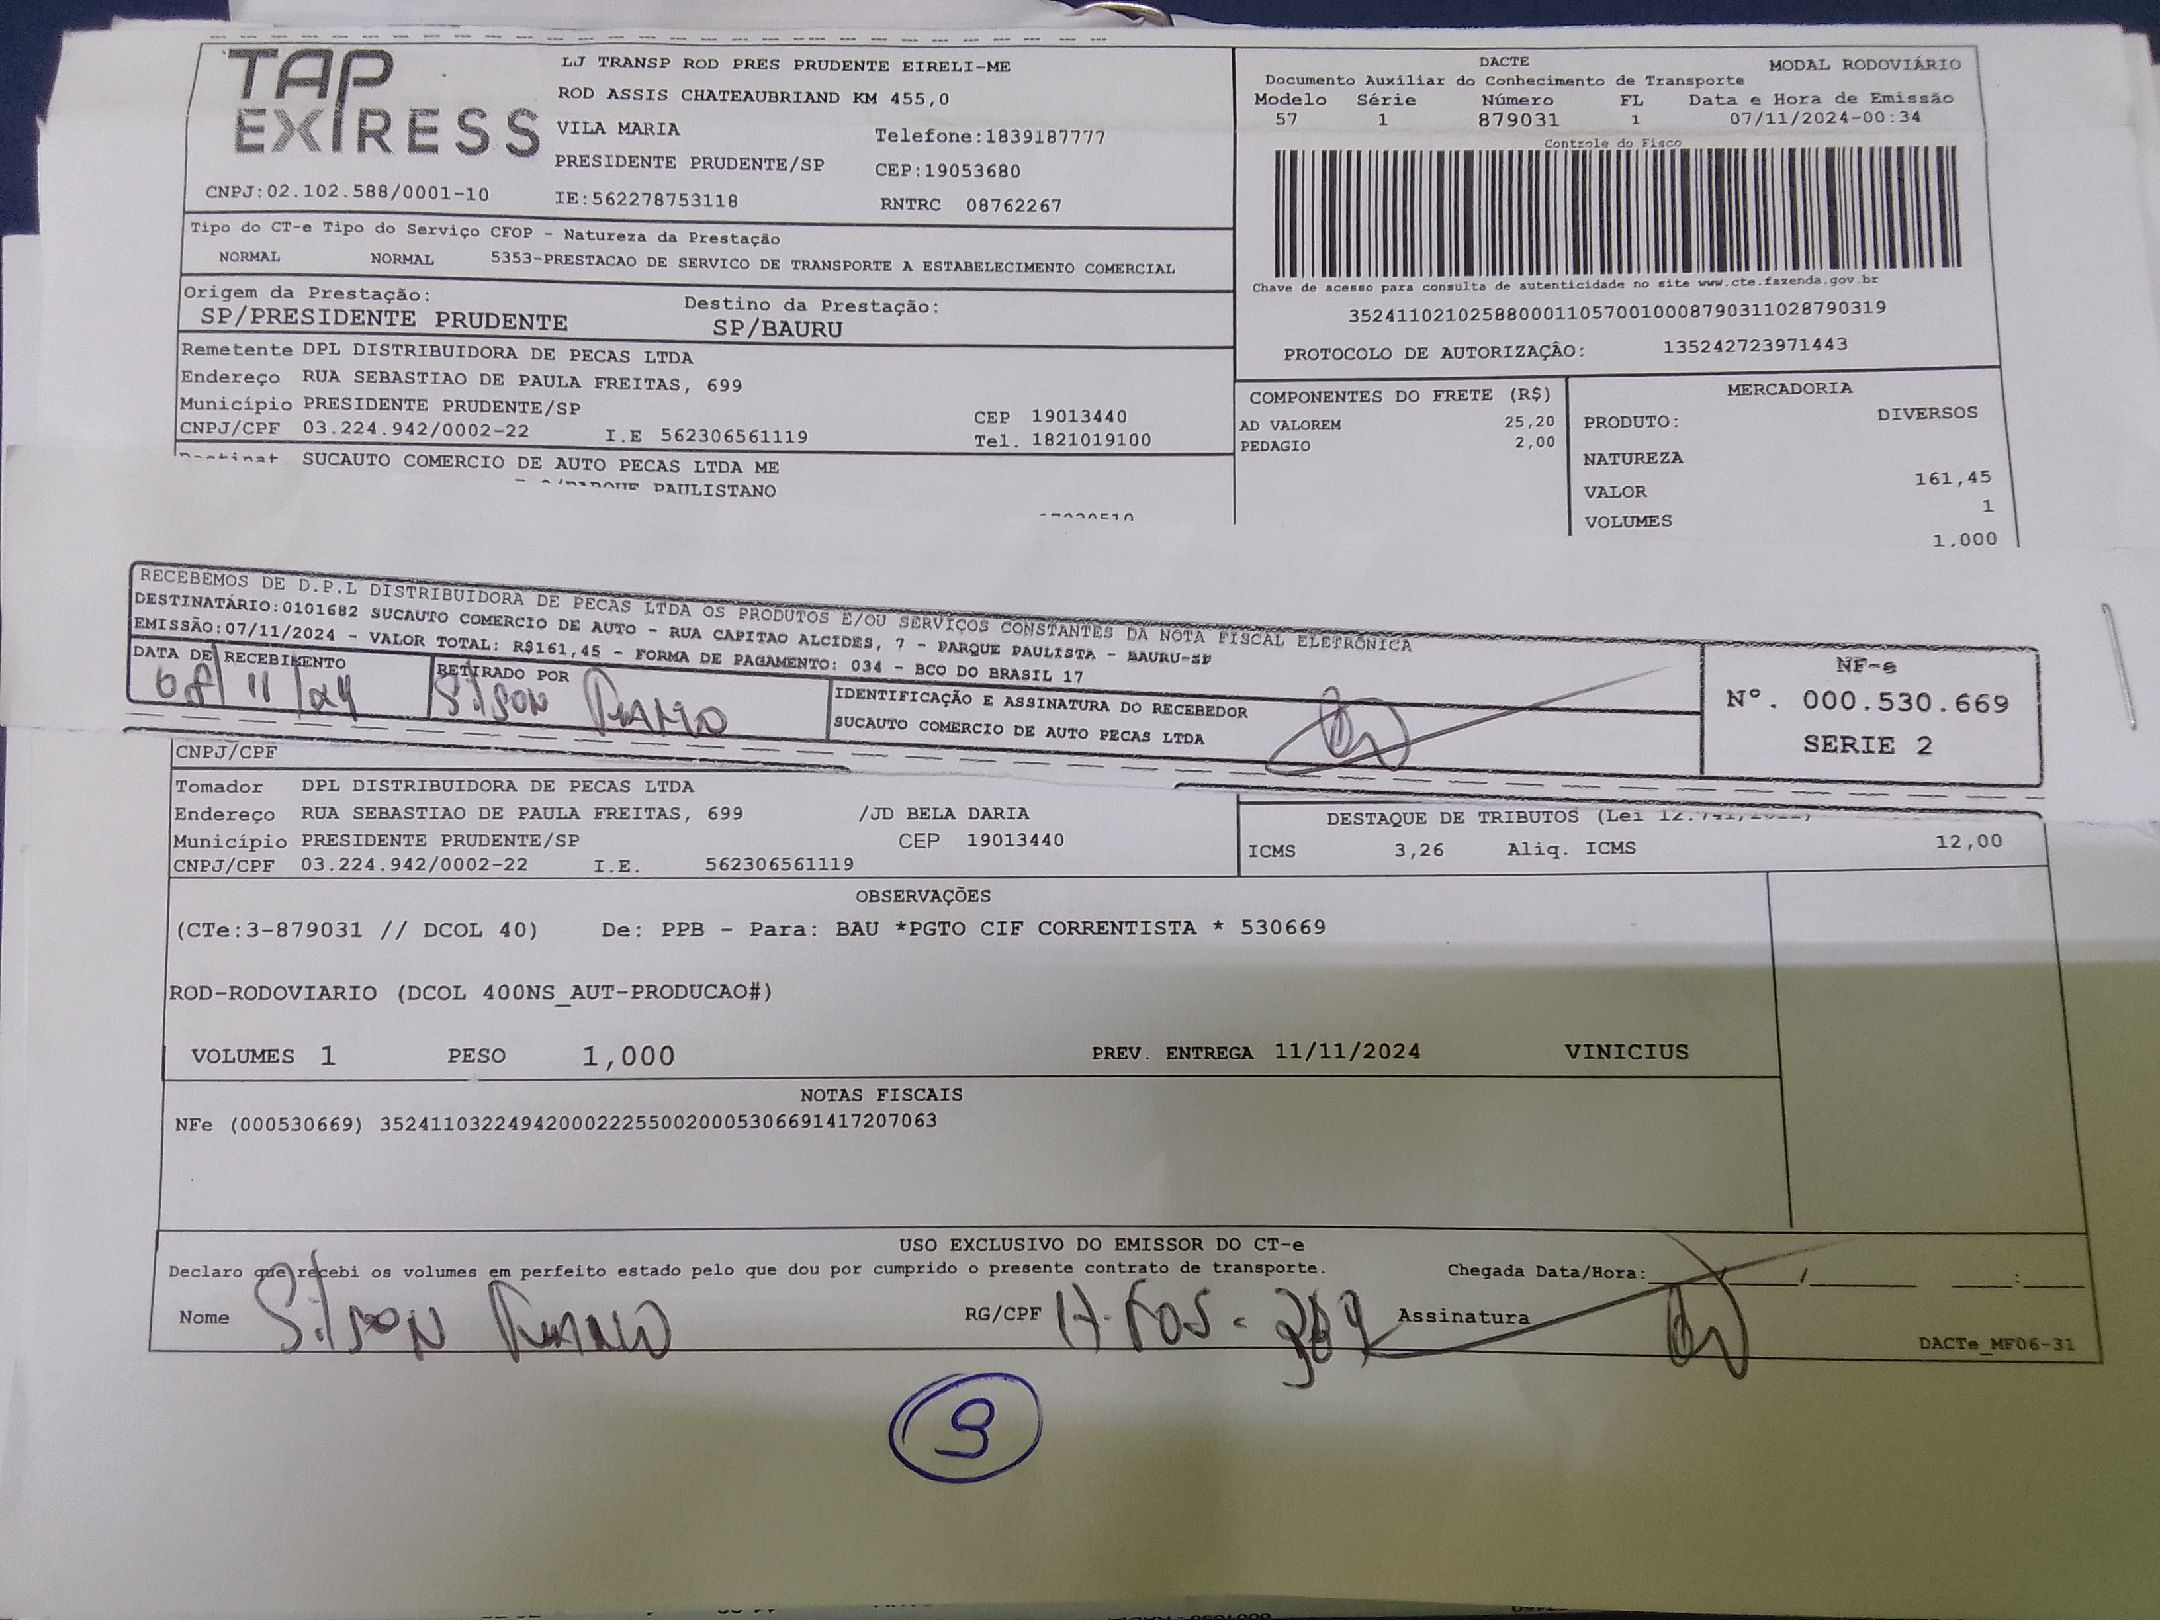 TAP EXPRESS
LJ TRANSP ROD PRES PRUDENTE EIRELI-ME
ROD ASSIS CHATEAUBRIAND KM 455,0
VILA MARIA Telefone:1839187777
PRESIDENTE PRUDENTE/SP CEP:19053680
CNPJ:02.102.588/0001-10 IE:562278753118 RNTRC 08762267
DACTE MODAL RODOVIÁRIO
Documento Auxiliar do Conhecimento de Transporte
Modelo Série Número FL Data e Hora de Emissão
57 1 879031 1 07/11/2024-00:34
Controle do Fisco
Chave de acesso para consulta de autenticidade no site www.cte.fazenda.gov.br
35241102102588000110570010008790311028790319
PROTOCOLO DE AUTORIZAÇÃO: 135242723971443
Tipo do CT-e Tipo do Serviço CFOP - Natureza da Prestação
NORMAL NORMAL 5353-PRESTACAO DE SERVICO DE TRANSPORTE A ESTABELECIMENTO COMERCIAL
Origem da Prestação: Destino da Prestação:
SP/PRESIDENTE PRUDENTE SP/BAURU
Remetente DPL DISTRIBUIDORA DE PECAS LTDA
Endereço RUA SEBASTIAO DE PAULA FREITAS, 699
Município PRESIDENTE PRUDENTE/SP CEP 19013440
CNPJ/CPF 03.224.942/0002-22 I.E 562306561119 Tel. 1821019100
SUCAUTO COMERCIO DE AUTO PECAS LTDA ME
PAULISTANO
COMPONENTES DO FRETE (R$)
AD VALOREM 25,20
PEDAGIO 2,00
MERCADORIA
PRODUTO: DIVERSOS
NATUREZA
VALOR 161,45
VOLUMES 1
1,000
RECEBEMOS DE D.P.L DISTRIBUIDORA DE PECAS LTDA OS PRODUTOS E/OU SERVIÇOS CONSTANTES DA NOTA FISCAL ELETRÔNICA
DESTINATÁRIO:0101682 SUCAUTO COMERCIO DE AUTO - RUA CAPITAO ALCIDES, 7 - PARQUE PAULISTA - BAURU-SP
EMISSÃO:07/11/2024 - VALOR TOTAL: R$161,45 - FORMA DE PAGAMENTO: 034 - BCO DO BRASIL 17
DATA DE RECEBIMENTO RETIRADO POR
08/11/24 Silson
IDENTIFICAÇÃO E ASSINATURA DO RECEBEDOR
SUCAUTO COMERCIO DE AUTO PECAS LTDA
NF-e
Nº. 000.530.669
SERIE 2
CNPJ/CPF
Tomador DPL DISTRIBUIDORA DE PECAS LTDA
Endereço RUA SEBASTIAO DE PAULA FREITAS, 699 /JD BELA DARIA
Município PRESIDENTE PRUDENTE/SP CEP 19013440
CNPJ/CPF 03.224.942/0002-22 I.E. 562306561119
DESTAQUE DE TRIBUTOS (Lei
ICMS 3,26 Aliq. ICMS 12,00
OBSERVAÇÕES
(CTe:3-879031 // DCOL 40) De: PPB - Para: BAU *PGTO CIF CORRENTISTA * 530669
ROD-RODOVIARIO (DCOL 400NS_AUT-PRODUCAO#)
VOLUMES 1 PESO 1,000 PREV. ENTREGA 11/11/2024 VINICIUS
NOTAS FISCAIS
NFe (000530669) 35241103224942000222550020005306691417207063
USO EXCLUSIVO DO EMISSOR DO CT-e
Declaro que recebi os volumes em perfeito estado pelo que dou por cumprido o presente contrato de transporte. Chegada Data/Hora:___/___/______ ___:___
Nome Silson RG/CPF Assinatura
DACTe_MF06-31
9